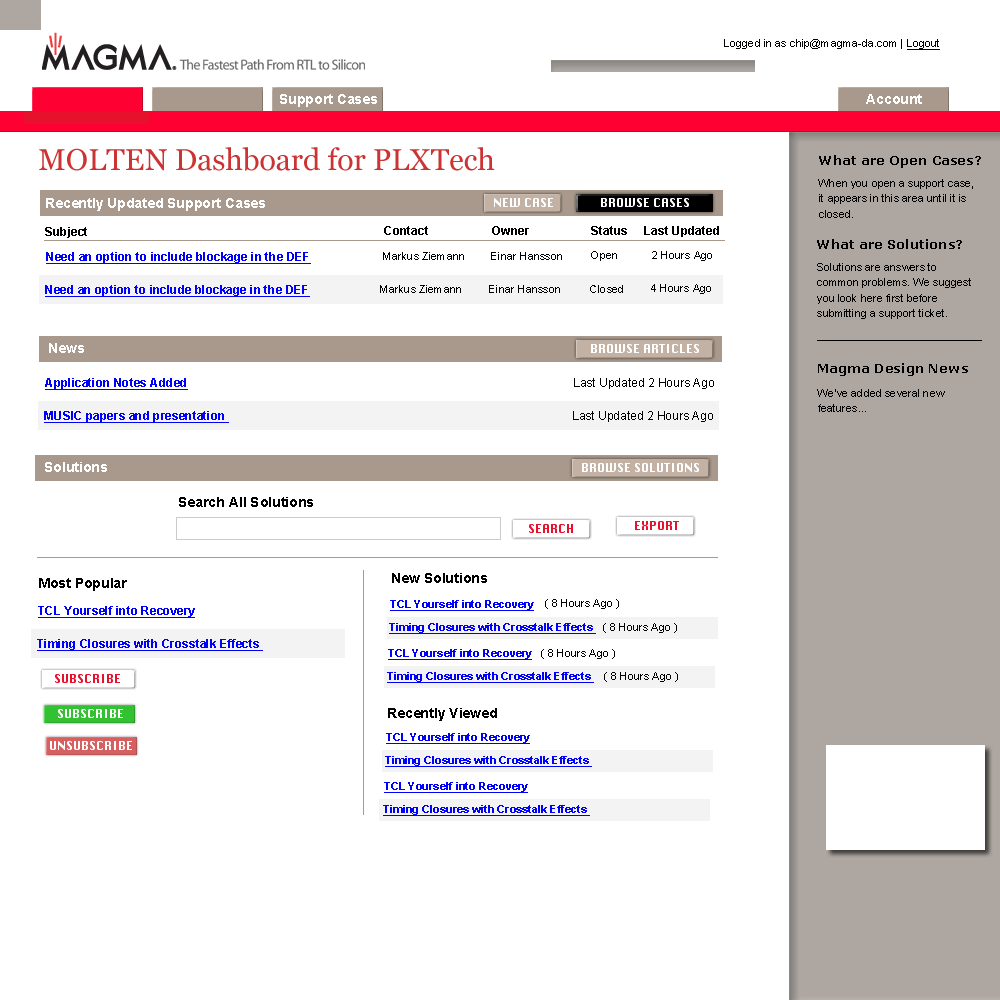 MAGMA. The Fastest Path From RTL to Silicon
Logged in as chip@magma-da.com | Logout
Support Cases
Account
MOLTEN Dashboard for PLXTech
Recently Updated Support Cases NEW CASE BROWSE CASES
Subject Contact Owner Status Last Updated
Need an option to include blockage in the DEF Markus Ziemann Einar Hansson Open 2 Hours Ago
Need an option to include blockage in the DEF Markus Ziemann Einar Hansson Closed 4 Hours Ago
News BROWSE ARTICLES
Application Notes Added Last Updated 2 Hours Ago
MUSIC papers and presentation Last Updated 2 Hours Ago
Solutions BROWSE SOLUTIONS
Search All Solutions
SEARCH EXPORT
Most Popular
TCL Yourself into Recovery
Timing Closures with Crosstalk Effects
SUBSCRIBE
SUBSCRIBE
UNSUBSCRIBE
New Solutions
TCL Yourself into Recovery ( 8 Hours Ago )
Timing Closures with Crosstalk Effects ( 8 Hours Ago )
TCL Yourself into Recovery ( 8 Hours Ago )
Timing Closures with Crosstalk Effects ( 8 Hours Ago )
Recently Viewed
TCL Yourself into Recovery
Timing Closures with Crosstalk Effects
TCL Yourself into Recovery
Timing Closures with Crosstalk Effects
What are Open Cases?
When you open a support case,
it appears in this area until it is
closed.
What are Solutions?
Solutions are answers to
common problems. We suggest
you look here first before
submitting a support ticket.
Magma Design News
We've added several new
features...